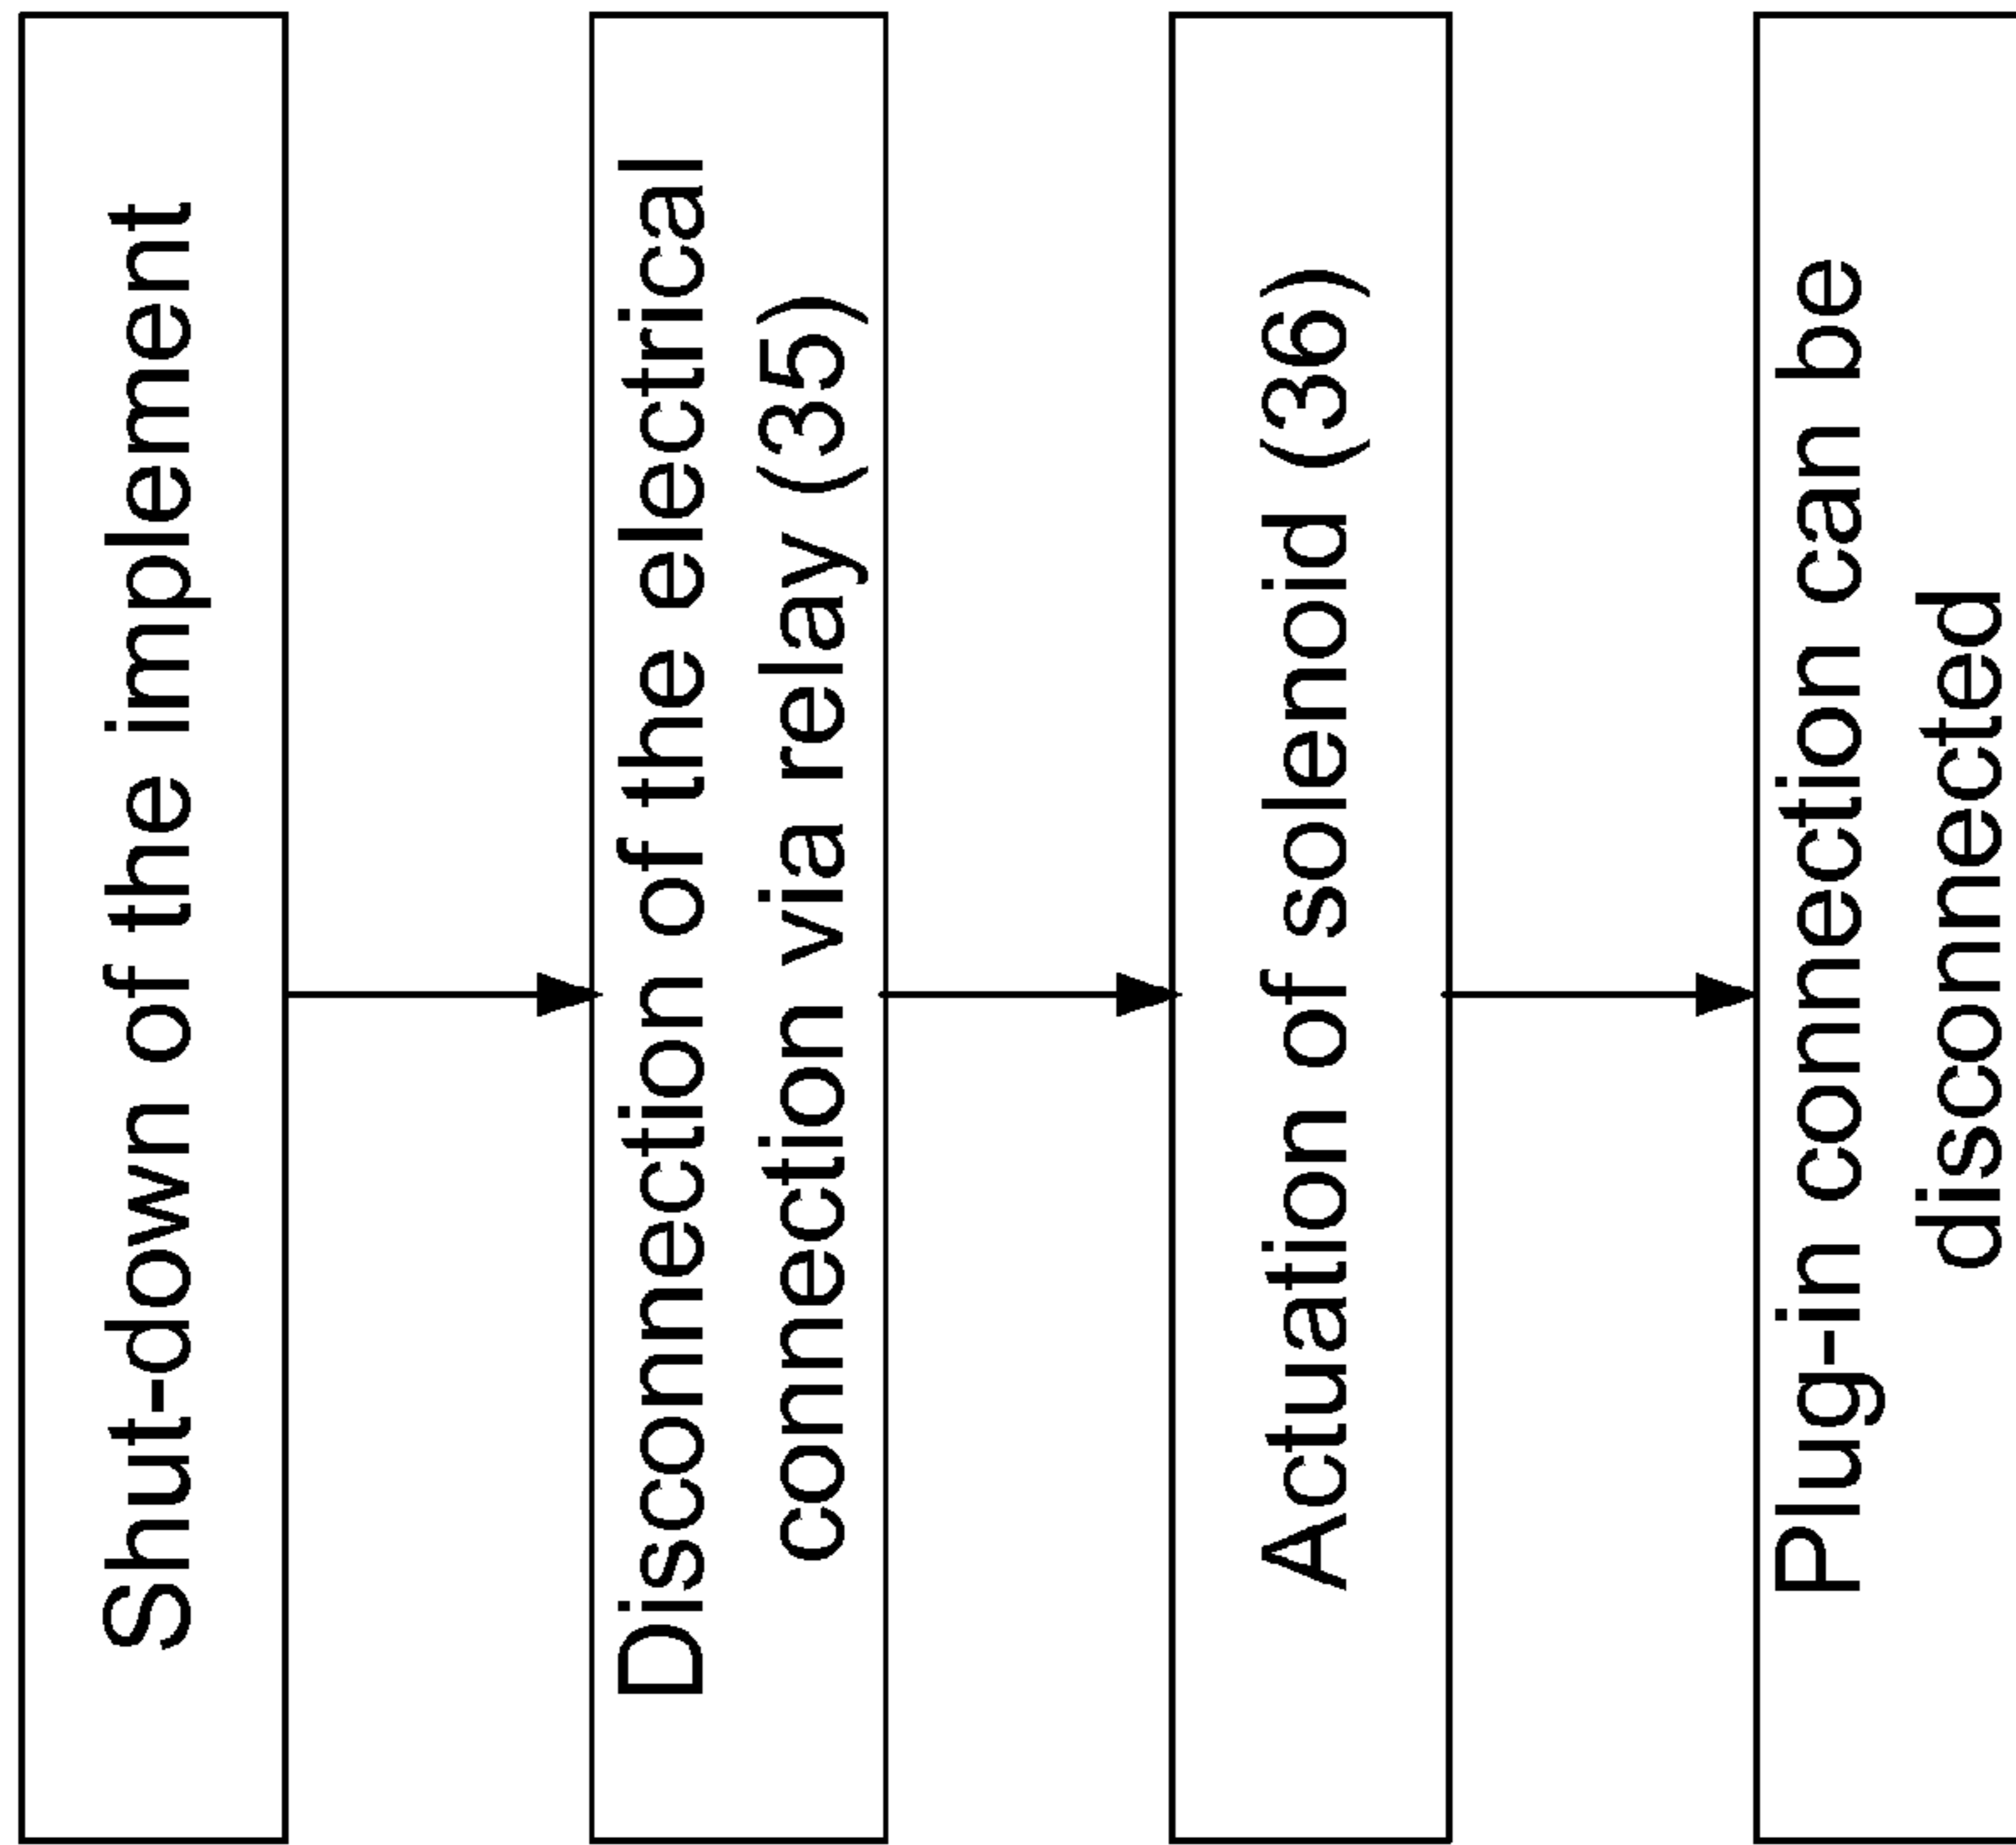 Shut-down of the implement
Disconnection of the electrical
connection via relay (35)
Actuation of solenoid (36)
Plug-in connection can be
disconnected